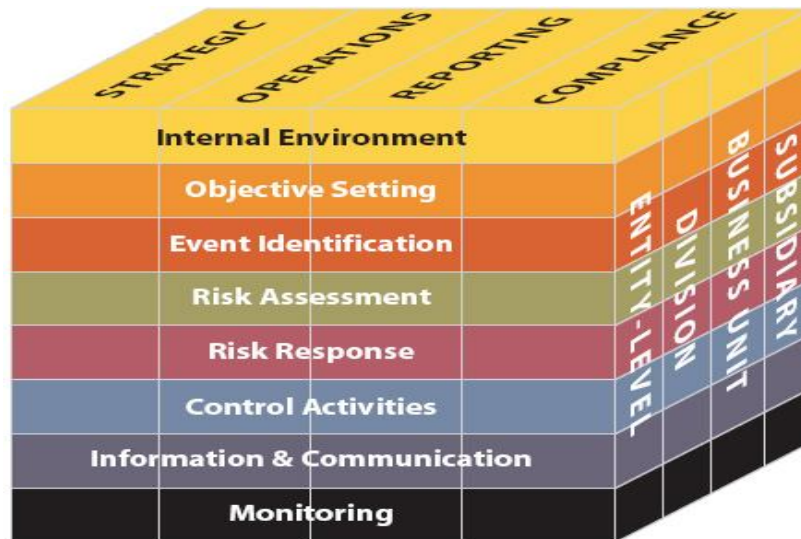 STRATEGIC
OPERATIONS
REPORTING
COMPLIANCE
Internal Environment
Objective Setting
Event Identification
Risk Assessment
Risk Response
Control Activities
Information & Communication
Monitoring
ENTITY-LEVEL
DIVISION
BUSINESS UNIT
SUBSIDIARY